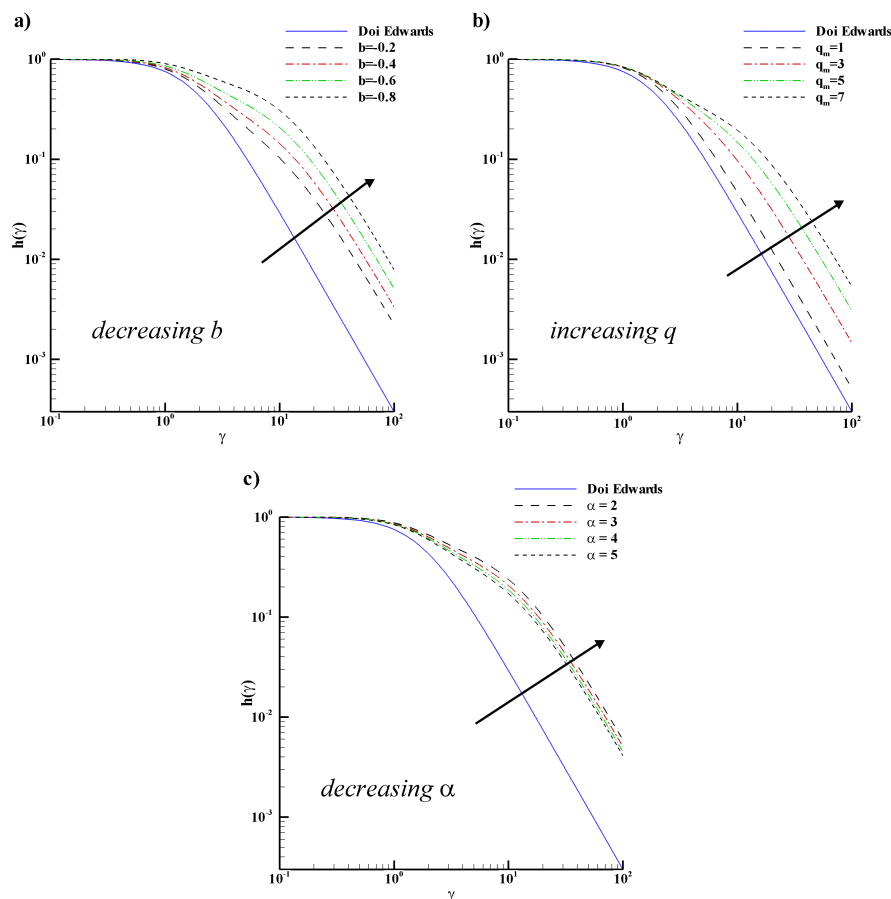 a)
Doi Edwards
b=-0.2
b=-0.4
b=-0.6
b=-0.8
10^0
10^-1
10^-2
10^-3
h(γ)
decreasing b
10^-1
10^0
10^1
10^2
γ
b)
Doi Edwards
q_m=1
q_m=3
q_m=5
q_m=7
10^0
10^-1
10^-2
10^-3
h(γ)
increasing q
10^-1
10^0
10^1
10^2
γ
c)
Doi Edwards
α = 2
α = 3
α = 4
α = 5
10^0
10^-1
10^-2
10^-3
h(γ)
decreasing α
10^-1
10^0
10^1
10^2
γ